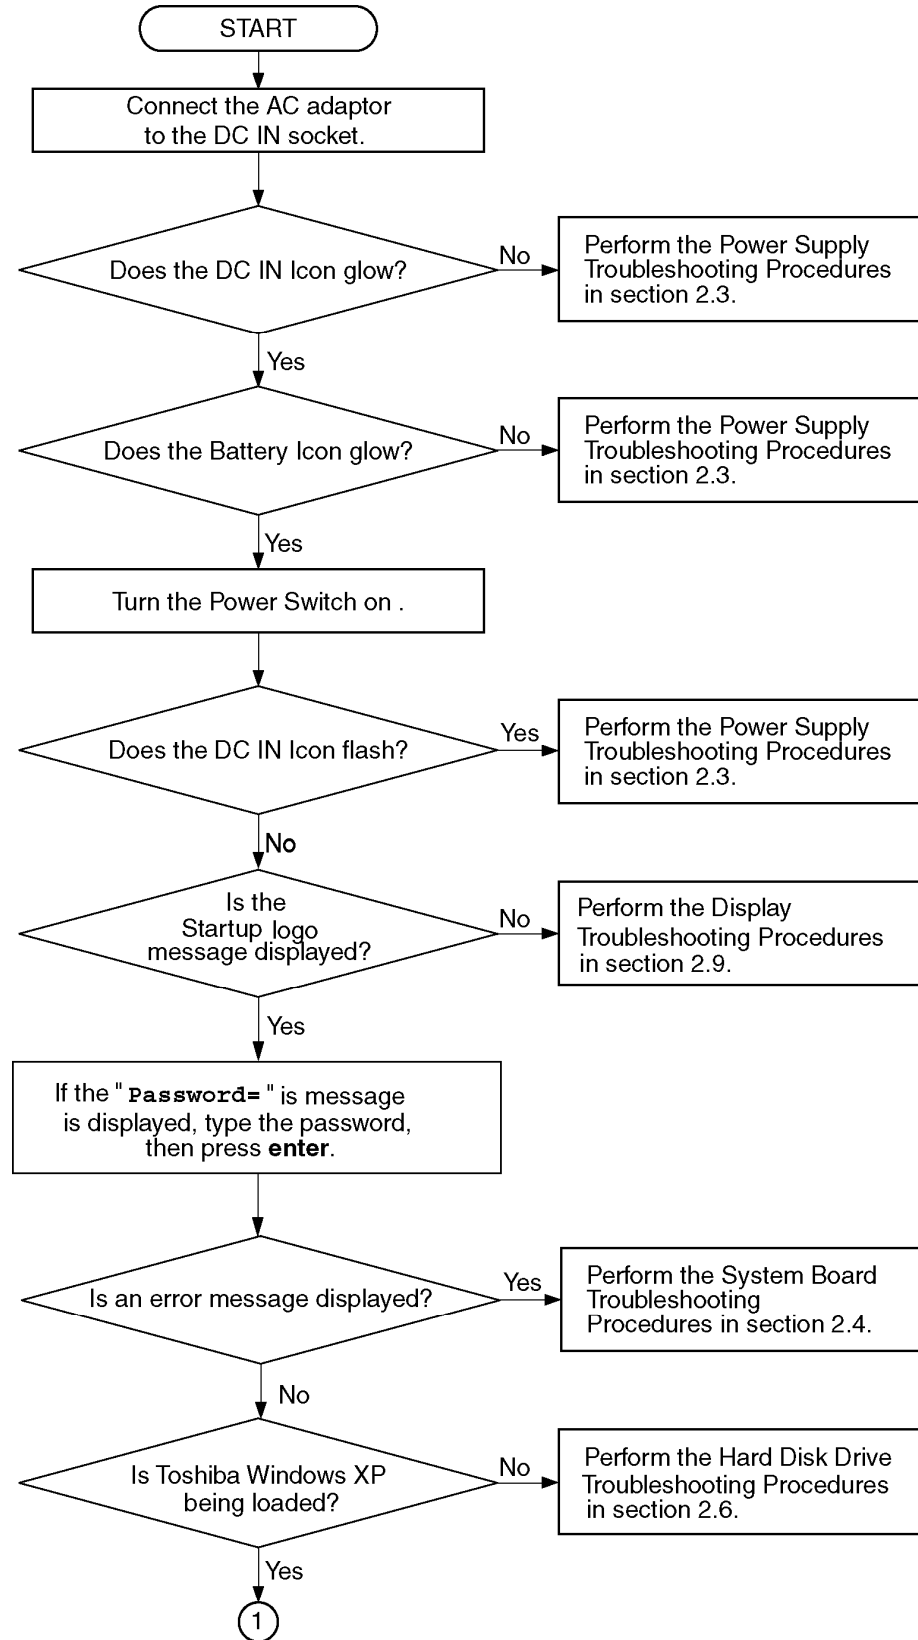 START
Connect the AC adaptor
to the DC IN socket.
Does the DC IN Icon glow?
No
Perform the Power Supply
Troubleshooting Procedures
in section 2.3.
Yes
Does the Battery Icon glow?
No
Perform the Power Supply
Troubleshooting Procedures
in section 2.3.
Yes
Turn the Power Switch on .
Does the DC IN Icon flash?
Yes
Perform the Power Supply
Troubleshooting Procedures
in section 2.3.
No
Is the
Startup logo
message displayed?
No
Perform the Display
Troubleshooting Procedures
in section 2.9.
Yes
If the " Password= " is message
is displayed, type the password,
then press enter.
Is an error message displayed?
Yes
Perform the System Board
Troubleshooting
Procedures in section 2.4.
No
Is Toshiba Windows XP
being loaded?
No
Perform the Hard Disk Drive
Troubleshooting Procedures
in section 2.6.
Yes
1